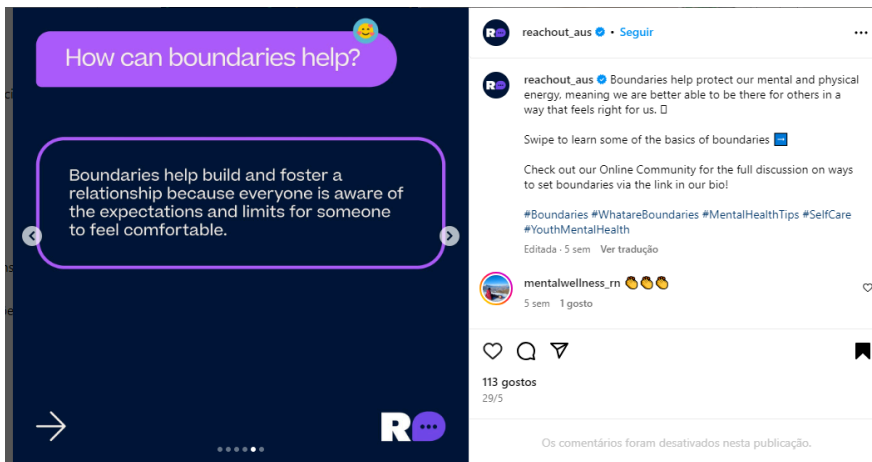 How can boundaries help?
Boundaries help build and foster a
relationship because everyone is aware of
the expectations and limits for someone
to feel comfortable.
R
reachout_aus • Seguir
reachout_aus Boundaries help protect our mental and physical
energy, meaning we are better able to be there for others in a
way that feels right for us.
Swipe to learn some of the basics of boundaries ➡️
Check out our Online Community for the full discussion on ways
to set boundaries via the link in our bio!
#Boundaries #WhatareBoundaries #MentalHealthTips #SelfCare
#YouthMentalHealth
Editada · 5 sem Ver tradução
mentalwellness_rn 👏👏👏
5 sem 1 gosto
113 gostos
29/5
Os comentários foram desativados nesta publicação.